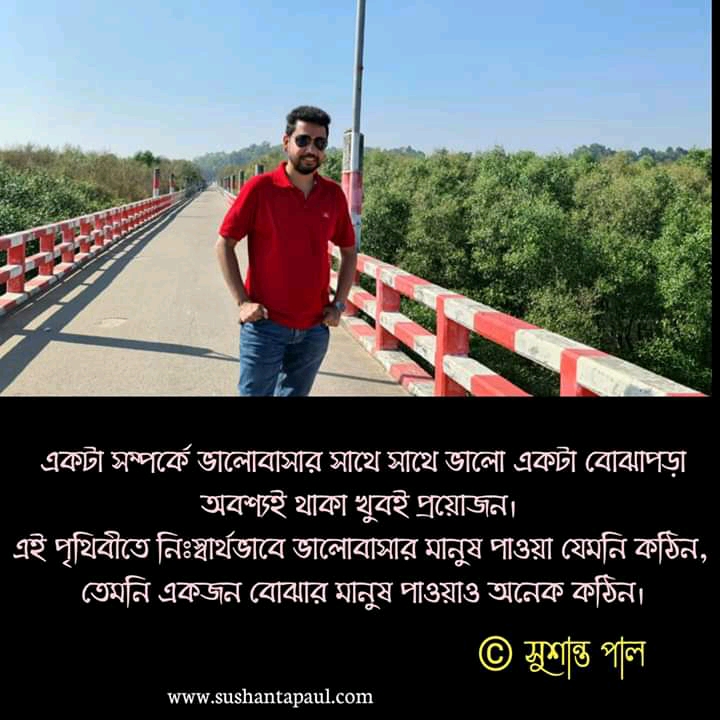 একটা সম্পর্কে ভালোবাসার সাথে সাথে ভালো একটা বোঝাপড়া
অবশ্যই থাকা খুবই প্রয়োজন।
এই পৃথিবীতে নিঃস্বার্থভাবে ভালোবাসার মানুষ পাওয়া যেমনি কঠিন,
তেমনি একজন বোঝার মানুষ পাওয়াও অনেক কঠিন।
© সুশান্ত পাল
www.sushantapaul.com